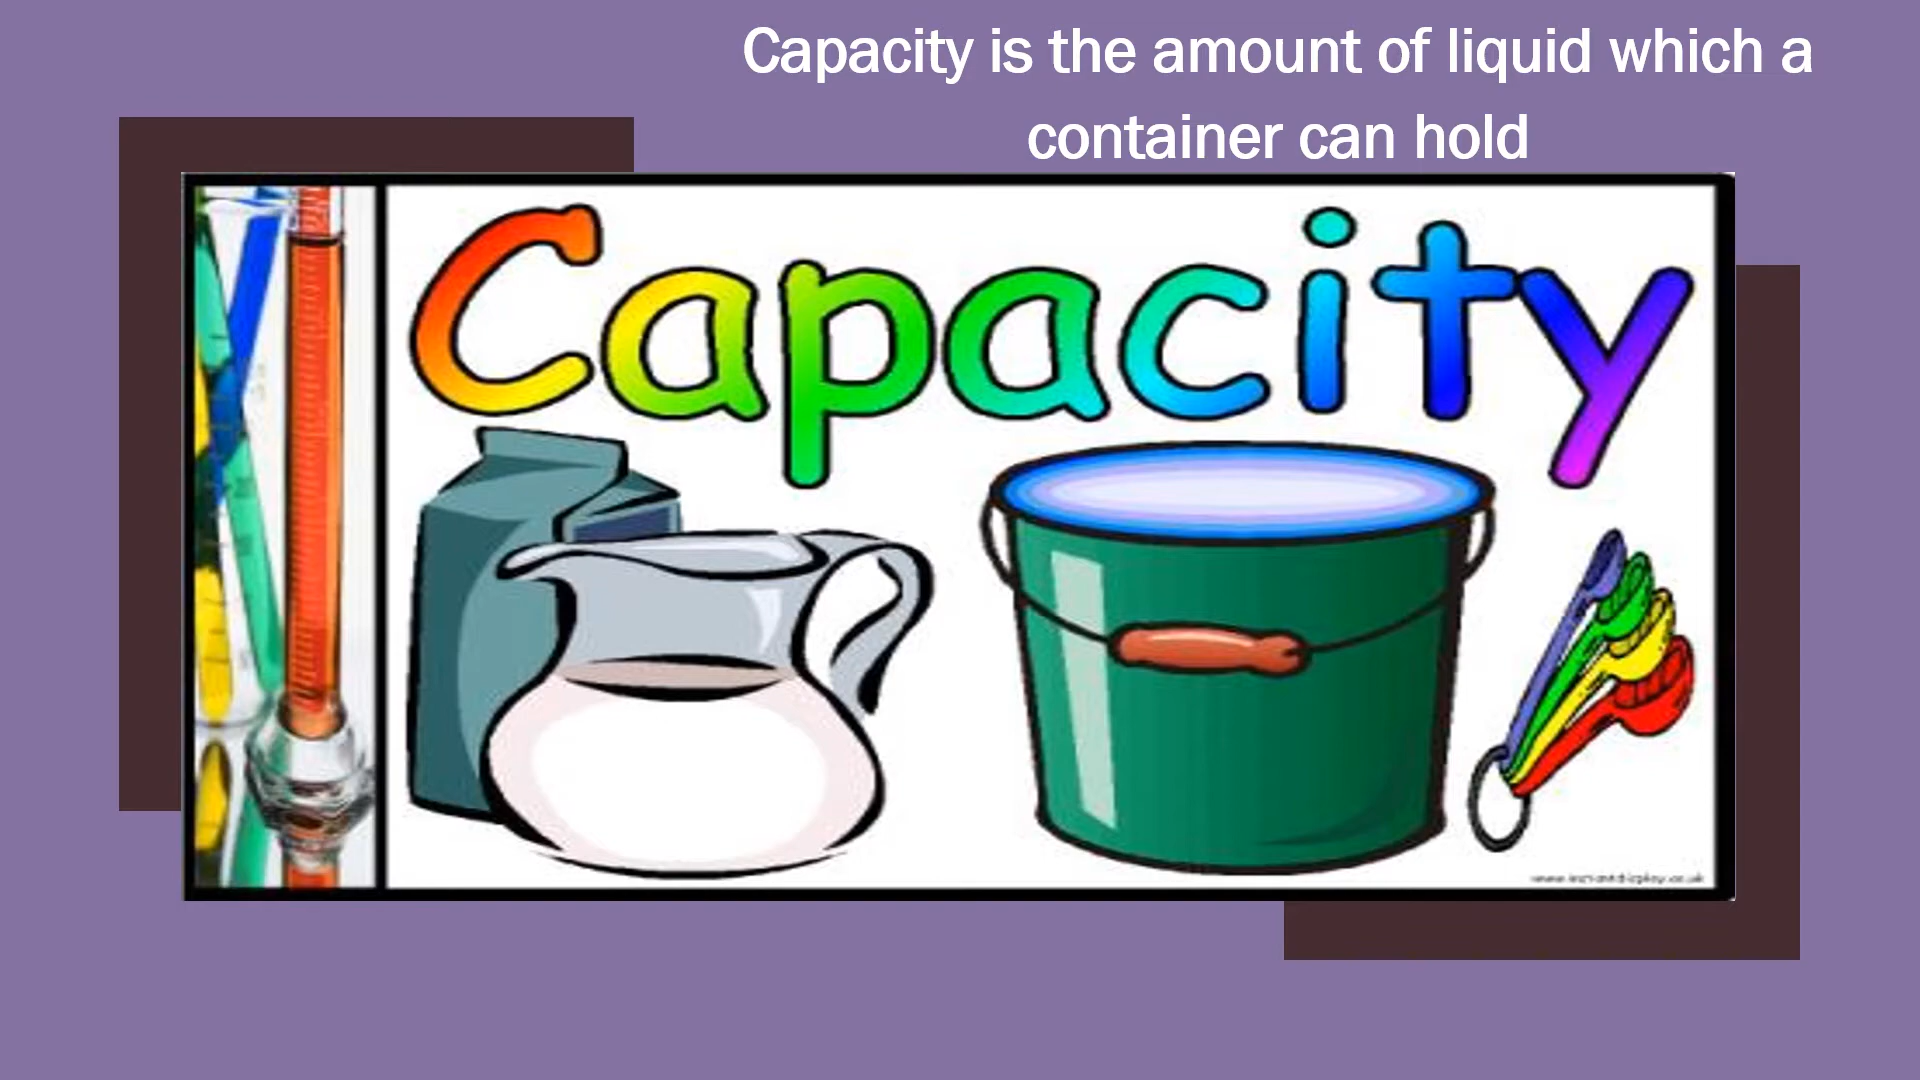 Capacity is the amount of liquid which a
container can hold
Capacity